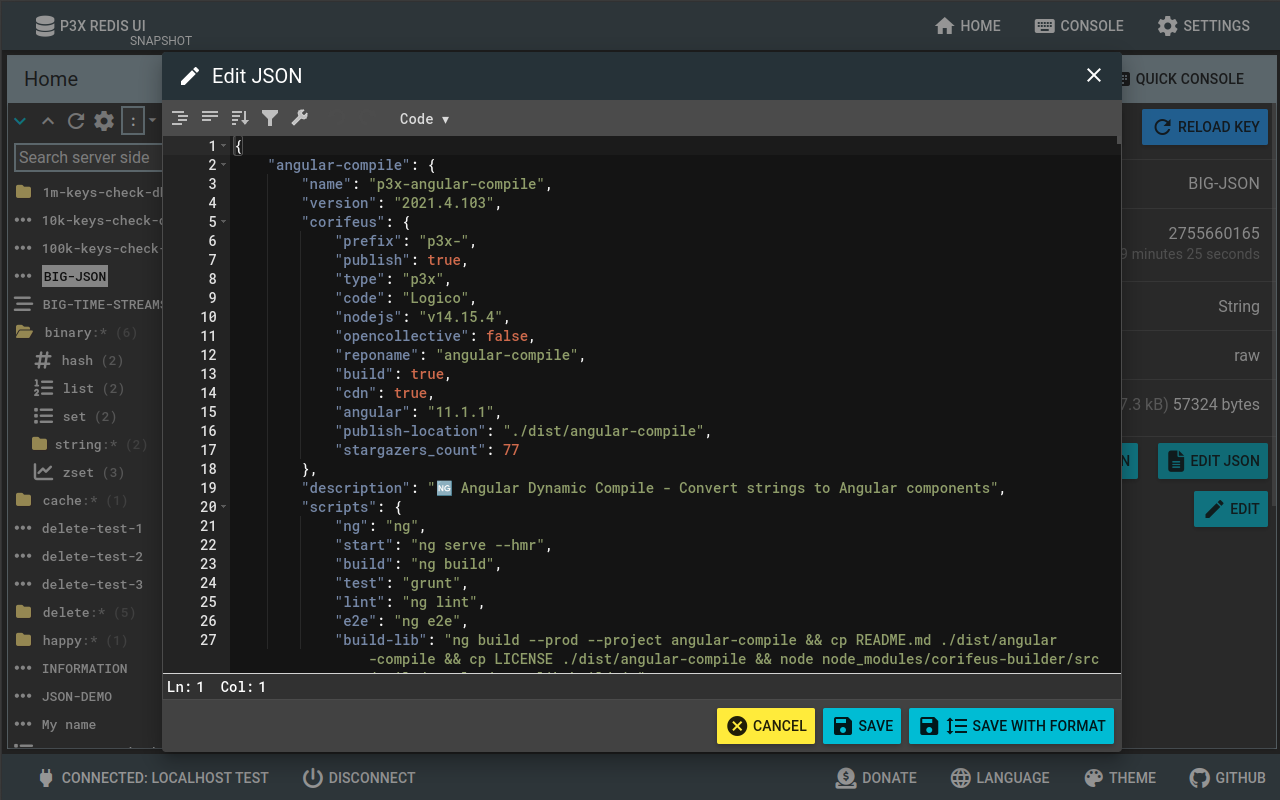 P3X REDIS UI
SNAPSHOT
HOME
CONSOLE
SETTINGS
Home
QUICK CONSOLE
Edit JSON
Code ▾
:
Search server side
RELOAD KEY
1m-keys-check-d
10k-keys-check-
100k-keys-check-
BIG-JSON
BIG-TIME-STREAMS
binary:* (6)
hash (2)
list (2)
set (2)
string:* (2)
zset (3)
cache:* (1)
delete-test-1
delete-test-2
delete-test-3
delete:* (5)
happy:* (1)
INFORMATION
JSON-DEMO
My name
1 {
2 "angular-compile": {
3 "name": "p3x-angular-compile",
4 "version": "2021.4.103",
5 "corifeus": {
6 "prefix": "p3x-",
7 "publish": true,
8 "type": "p3x",
9 "code": "Logico",
10 "nodejs": "v14.15.4",
11 "opencollective": false,
12 "reponame": "angular-compile",
13 "build": true,
14 "cdn": true,
15 "angular": "11.1.1",
16 "publish-location": "./dist/angular-compile",
17 "stargazers_count": 77
18 },
19 "description": "🆖 Angular Dynamic Compile - Convert strings to Angular components",
20 "scripts": {
21 "ng": "ng",
22 "start": "ng serve --hmr",
23 "build": "ng build",
24 "test": "grunt",
25 "lint": "ng lint",
26 "e2e": "ng e2e",
27 "build-lib": "ng build --prod --project angular-compile && cp README.md ./dist/angular
-compile && cp LICENSE ./dist/angular-compile && node node_modules/corifeus-builder/src
Ln: 1 Col: 1
CANCEL
SAVE
SAVE WITH FORMAT
BIG-JSON
2755660165
9 minutes 25 seconds
String
raw
7.3 kB) 57324 bytes
N
EDIT JSON
EDIT
CONNECTED: LOCALHOST TEST
DISCONNECT
DONATE
LANGUAGE
THEME
GITHUB